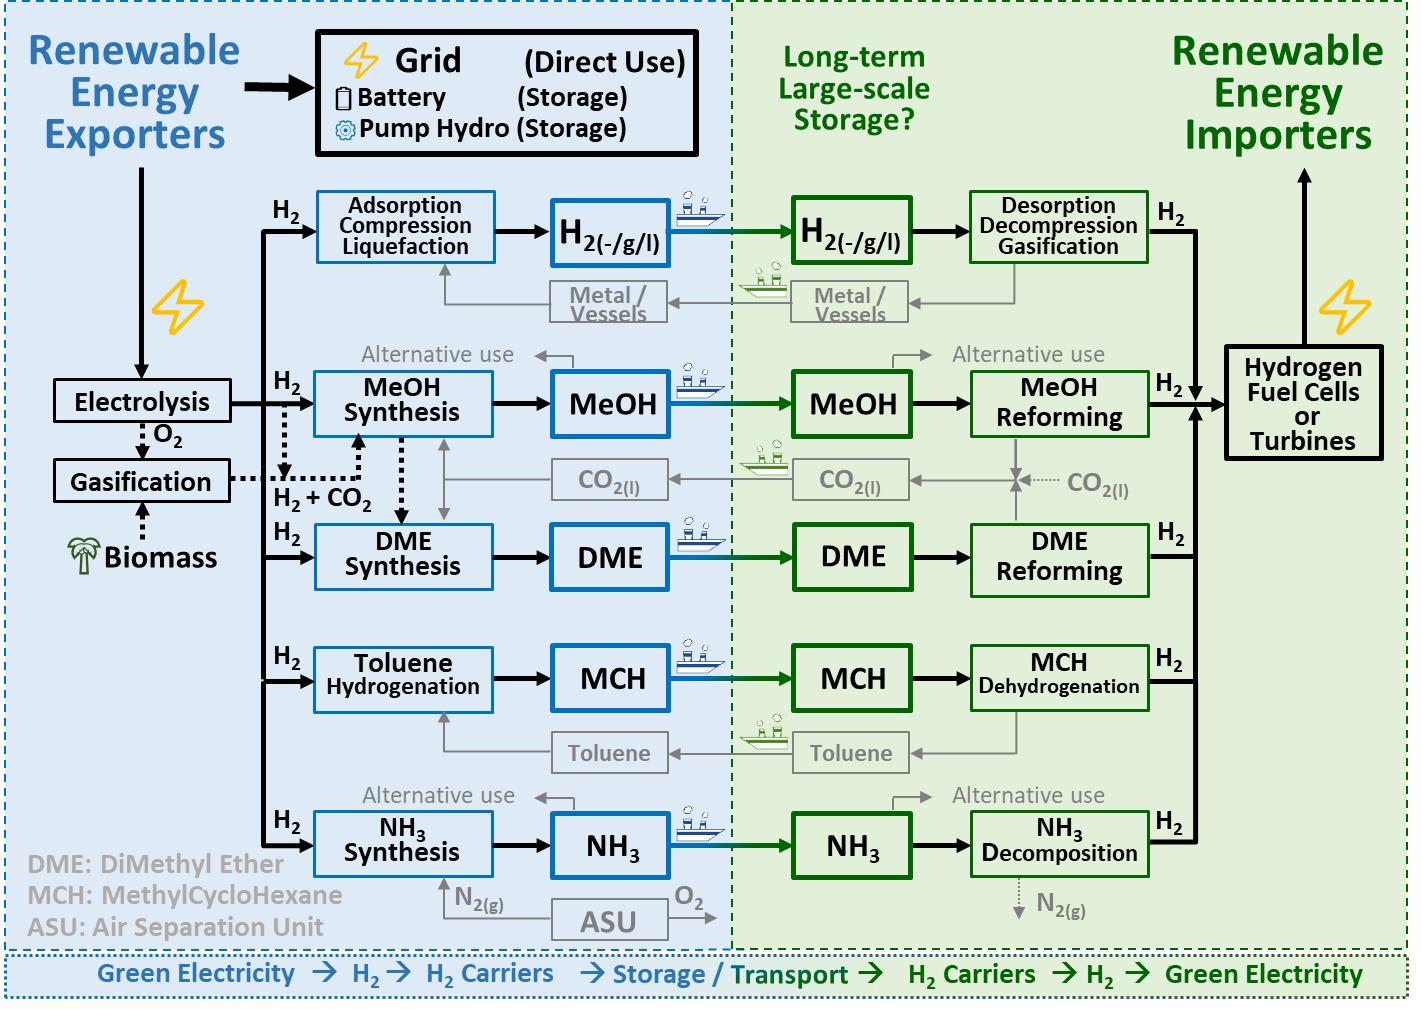 Renewable
Energy
Exporters
Grid (Direct Use)
Battery (Storage)
Pump Hydro (Storage)
Long-term
Large-scale
Storage?
Renewable
Energy
Importers
H2
Adsorption
Compression
Liquefaction
H2(-/g/l)
H2(-/g/l)
Desorption
Decompression
Gasification
H2
Metal /
Vessels
Metal /
Vessels
Alternative use
Alternative use
Electrolysis
O2
Gasification
Biomass
H2
MeOH
Synthesis
MeOH
MeOH
MeOH
Reforming
H2
Hydrogen
Fuel Cells
or
Turbines
H2 + CO2
CO2(l)
CO2(l)
CO2(l)
H2
DME
Synthesis
DME
DME
DME
Reforming
H2
H2
Toluene
Hydrogenation
MCH
MCH
MCH
Dehydrogenation
H2
Toluene
Toluene
Alternative use
Alternative use
H2
NH3
Synthesis
NH3
NH3
NH3
Decomposition
H2
N2(g)
ASU
O2
N2(g)
DME: DiMethyl Ether
MCH: MethylCycloHexane
ASU: Air Separation Unit
Green Electricity → H2 → H2 Carriers → Storage / Transport → H2 Carriers → H2 → Green Electricity